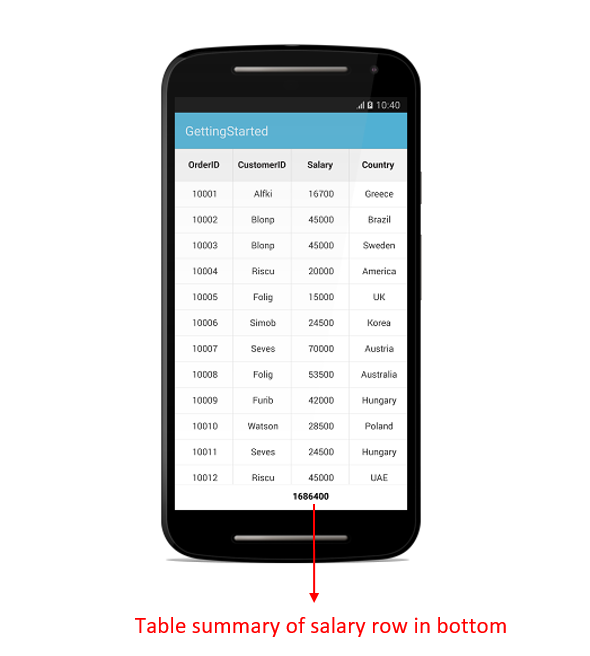 10:40
GettingStarted
OrderID CustomerID Salary Country
10001 Alfki 16700 Greece
10002 Blonp 45000 Brazil
10003 Blonp 45000 Sweden
10004 Riscu 20000 America
10005 Folig 15000 UK
10006 Simob 24500 Korea
10007 Seves 70000 Austria
10008 Folig 53500 Australia
10009 Furib 42000 Hungary
10010 Watson 28500 Poland
10011 Seves 24500 Hungary
10012 Riscu 45000 UAE
1686400
Table summary of salary row in bottom